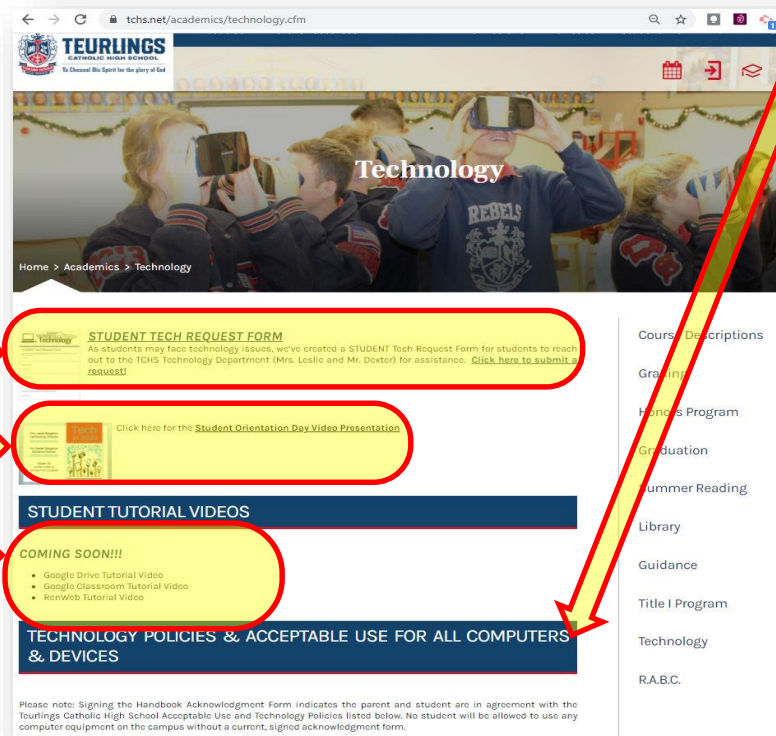 tchs.net/academics/technology.cfm
TEURLINGS
CATHOLIC HIGH SCHOOL
To Channel His Spirit for the glory of God
Technology
REBELS
Home > Academics > Technology
Technology
STUDENT TECH REQUEST FORM
As students may face technology issues, we've created a STUDENT Tech Request Form for students to reach
out to the TCHS Technology Department (Mrs. Leslie and Mr. Dexter) for assistance. Click here to submit a
request!
Tech
in 2020
Click here for the Student Orientation Day Video Presentation
STUDENT TUTORIAL VIDEOS
COMING SOON!!!
• Google Drive Tutorial Video
• Google Classroom Tutorial Video
• RenWeb Tutorial Video
TECHNOLOGY POLICIES & ACCEPTABLE USE FOR ALL COMPUTERS
& DEVICES
Please note: Signing the Handbook Acknowledgment Form indicates the parent and student are in agreement with the
Teurlings Catholic High School Acceptable Use and Technology Policies listed below. No student will be allowed to use any
computer equipment on the campus without a current, signed acknowledgment form.
Course Descriptions
Grading
Honors Program
Graduation
Summer Reading
Library
Guidance
Title I Program
Technology
R.A.B.C.